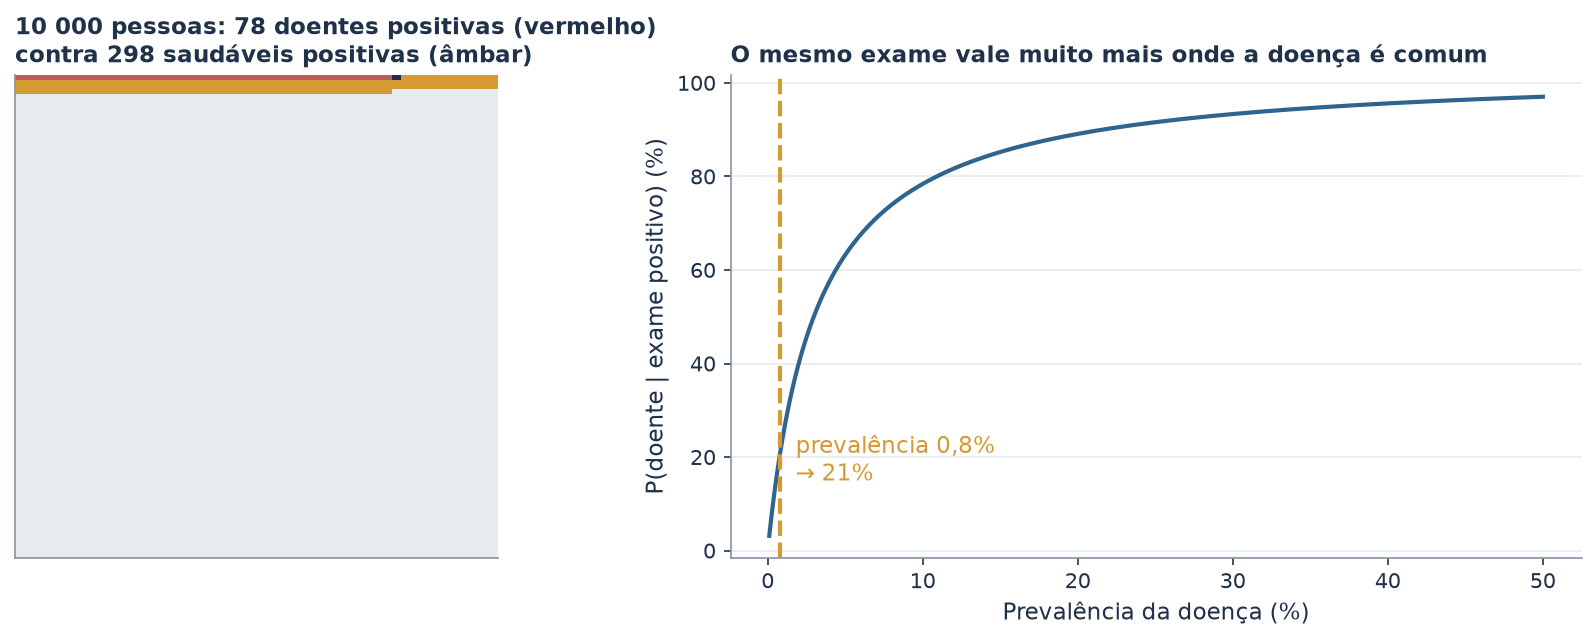 10 000 pessoas: 78 doentes positivas (vermelho)
contra 298 saudáveis positivas (âmbar)
O mesmo exame vale muito mais onde a doença é comum
P(doente | exame positivo) (%)
100
80
60
40
20
0
prevalência 0,8%
→ 21%
0
10
20
30
40
50
Prevalência da doença (%)